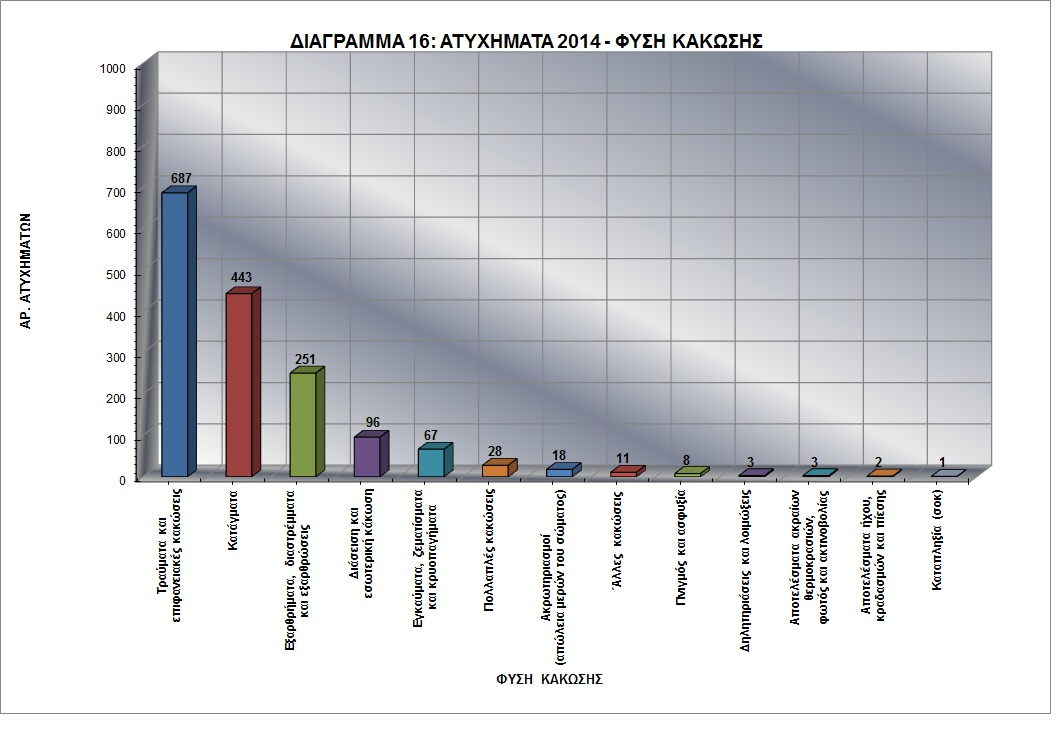 ΔΙΑΓΡΑΜΜΑ 16: ΑΤΥΧΗΜΑΤΑ 2014 - ΦΥΣΗ ΚΑΚΩΣΗΣ
ΑΡ. ΑΤΥΧΗΜΑΤΩΝ
1000
900
800
700
600
500
400
300
200
100
0
687
443
251
96
67
28
18
11
8
3
3
2
1
Τραύματα και
επιφανειακές κακώσεις
Κατάγματα
Εξαρθρήματα, διαστρέμματα
και εξαρθρώσεις
Διάσειση και
εσωτερική κάκωση
Εγκαύματα, ζεματίσματα
και κρυοπαγήματα
Πολλαπλές κακώσεις
Ακρωτηριασμοί
(απώλεια μερών του σώματος)
Άλλες κακώσεις
Πνιγμός και ασφυξία
Δηλητηριάσεις και λοιμώξεις
Αποτελέσματα ακραίων
θερμοκρασιών,
φωτός και ακτινοβολίας
Αποτελέσματα ήχου,
κραδασμών και πίεσης
Καταπληξία (σοκ)
ΦΥΣΗ ΚΑΚΩΣΗΣ